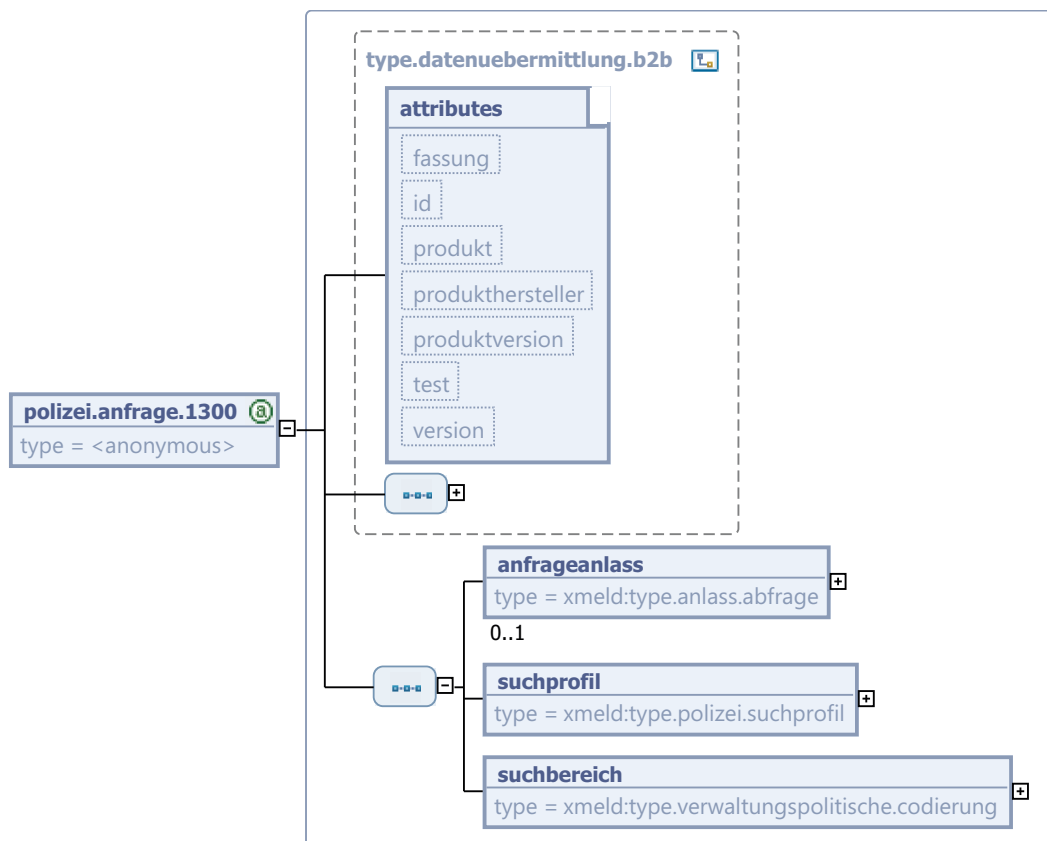 type.datenuebermittlung.b2b
attributes
fassung
id
produkt
produkthersteller
produktversion
test
version
polizei.anfrage.1300 @
type = <anonymous>
anfrageanlass
type = xmeld:type.anlass.abfrage
0..1
suchprofil
type = xmeld:type.polizei.suchprofil
suchbereich
type = xmeld:type.verwaltungspolitische.codierung